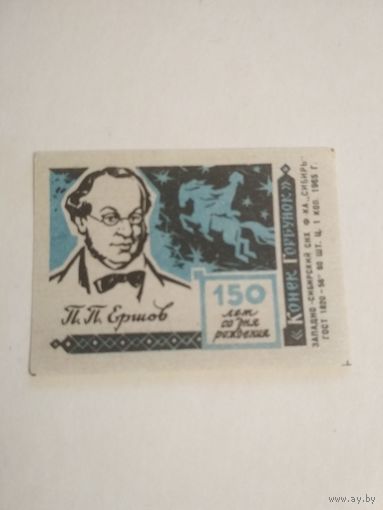 П. П. Ершов
150
лет
со дня
рождения
«Конек Горбунок»
ЗАПАДНО-СИБИРСКИЙ СНХ Ф-КА „СИБИРЬ"
ГОСТ 1820-56" 60 ШТ. Ц. 1 КОП. 1965 Г.
ay.by